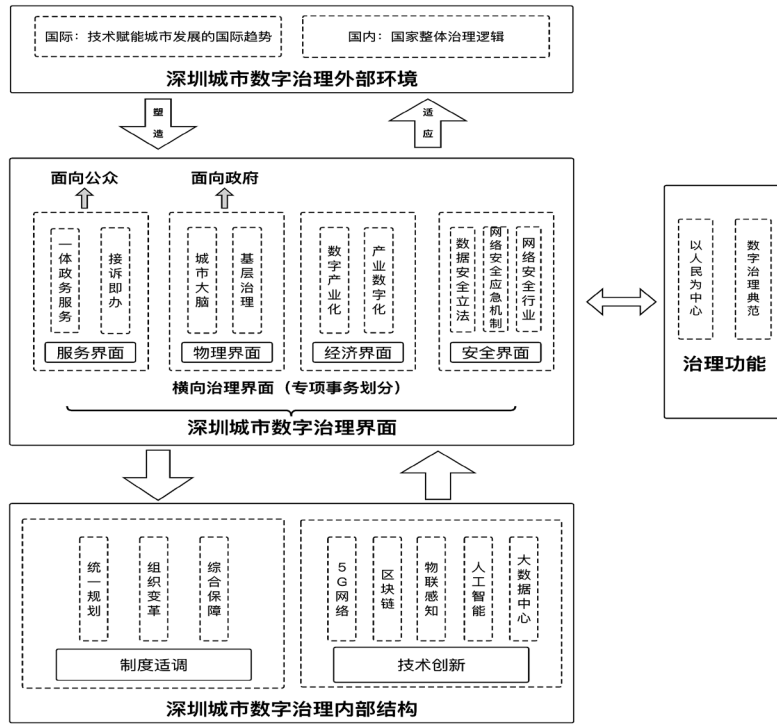 国际：技术赋能城市发展的国际趋势
国内：国家整体治理逻辑
深圳城市数字治理外部环境
塑造
适应
面向公众
面向政府
一体政务服务
接诉即办
服务界面
城市大脑
基层治理
物理界面
数字产业化
产业数字化
经济界面
数据安全立法
网络安全应急机制
网络安全行业
安全界面
横向治理界面（专项事务划分）
深圳城市数字治理界面
以人民为中心
数字治理典范
治理功能
统一规划
组织变革
综合保障
制度适调
5G网络
区块链
物联感知
人工智能
大数据中心
技术创新
深圳城市数字治理内部结构